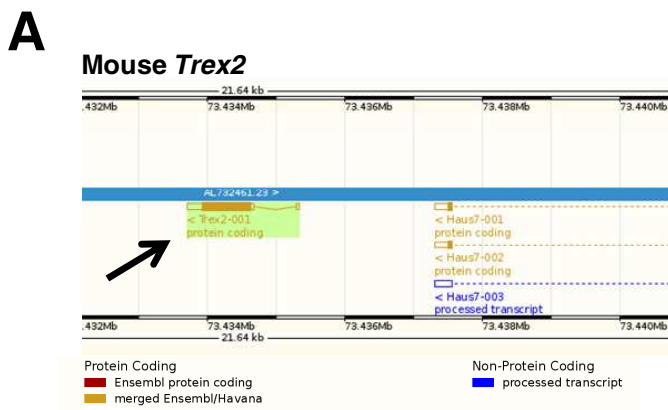 A
Mouse Trex2
21.64 kb
.432Mb 73.434Mb 73.436Mb 73.438Mb 73.440Mb
AL732461.23 >
< Trex2-001
protein coding
< Haus7-001
protein coding
< Haus7-002
protein coding
< Haus7-003
processed transcript
.432Mb 73.434Mb 73.436Mb 73.438Mb 73.440Mb
21.64 kb
Protein Coding
Ensembl protein coding
merged Ensembl/Havana
Non-Protein Coding
processed transcript